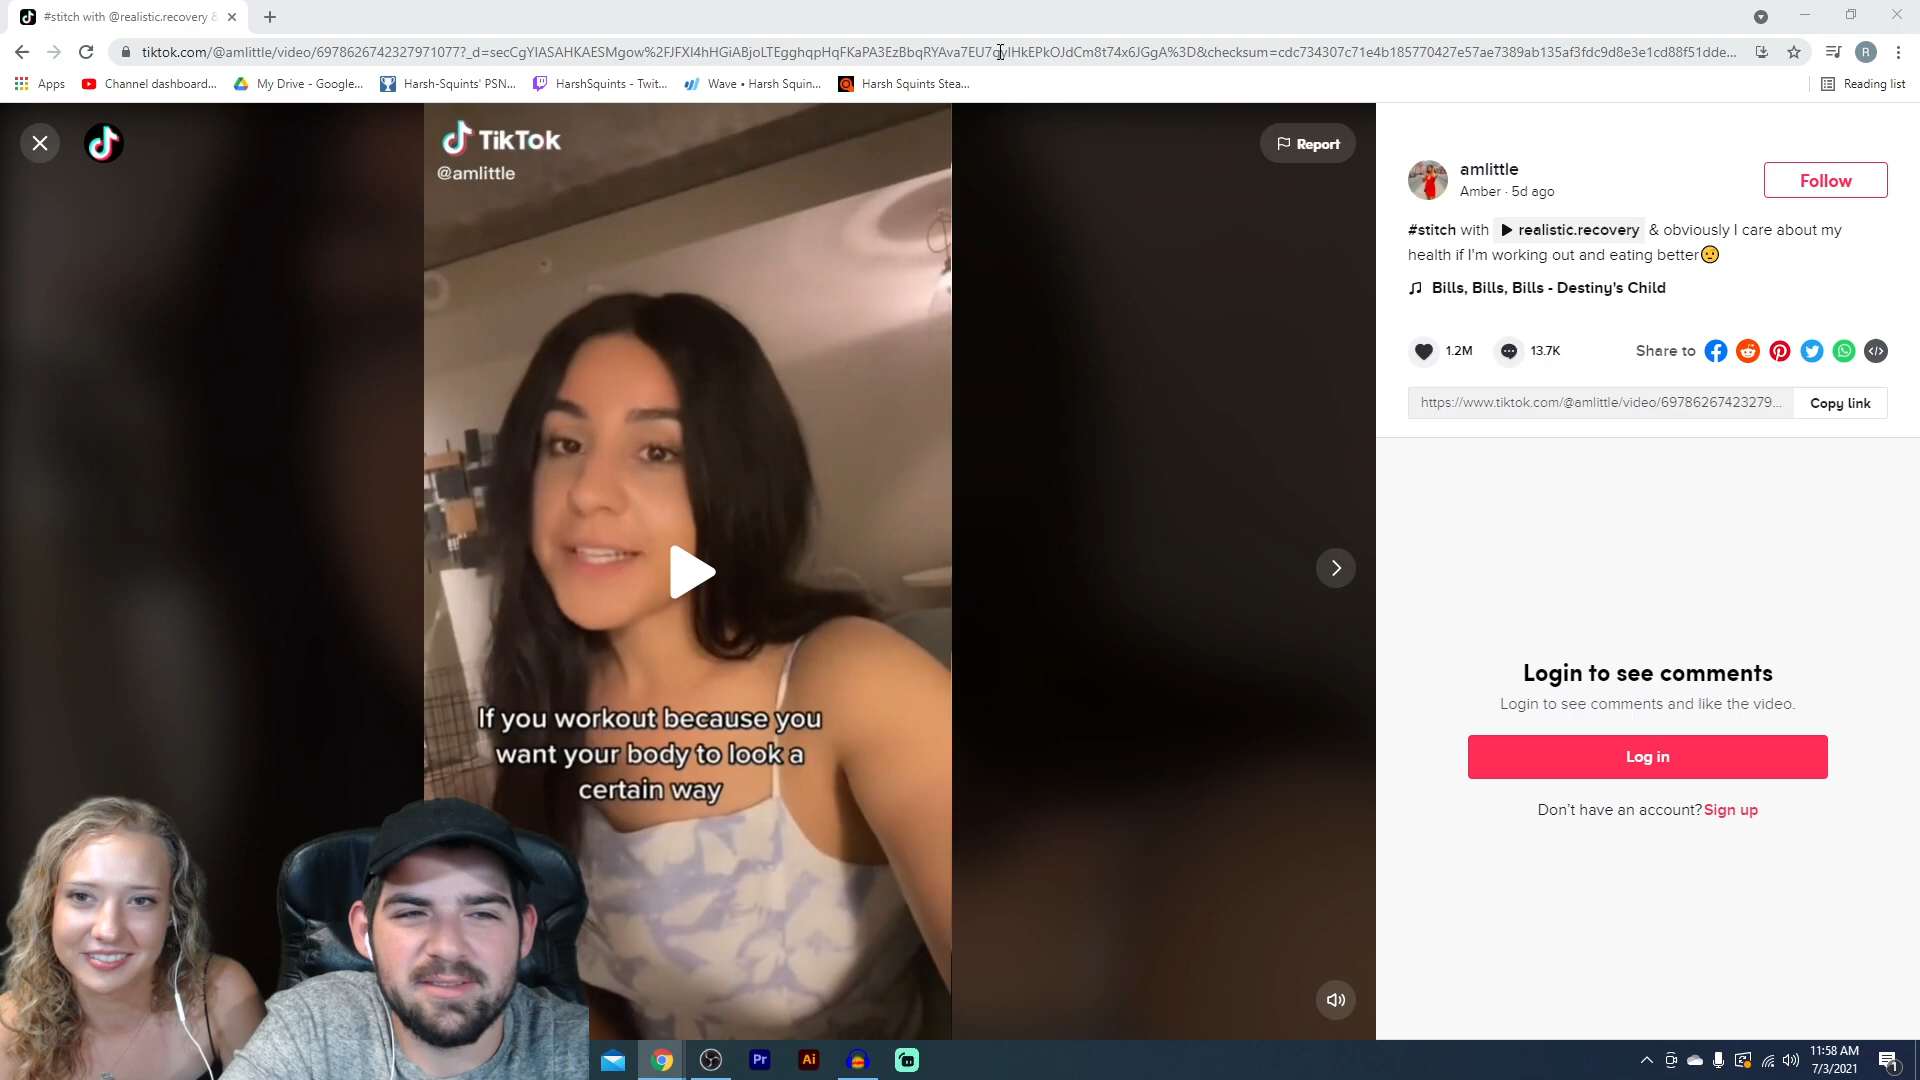 #stitch with @realistic.recovery
tiktok.com/@amlittle/video/6978626742327971077?_d=secCgYIASAHKAESMgow%2FJFXl4hHGiABjoLTEgghqpHqFKaPA3EzBbqRYAva7EU7qylHkEPkOJdCm8t74x6JGgA%3D&checksum=cdc734307c71e4b185770427e57ae7389ab135af3fdc9d8e3e1cd88f51dde...
R
Apps
Channel dashboard...
My Drive - Google...
Harsh-Squints' PSN...
HarshSquints - Twit...
Wave • Harsh Squin...
Harsh Squints Stea...
Reading list
TikTok
@amlittle
Report
If you workout because you
want your body to look a
certain way
amlittle
Amber · 5d ago
Follow
#stitch with realistic.recovery & obviously I care about my
health if I'm working out and eating better
Bills, Bills, Bills - Destiny's Child
1.2M
13.7K
Share to
https://www.tiktok.com/@amlittle/video/69786267423279...
Copy link
Login to see comments
Login to see comments and like the video.
Log in
Don't have an account? Sign up
Pr
Ai
11:58 AM
7/3/2021
1